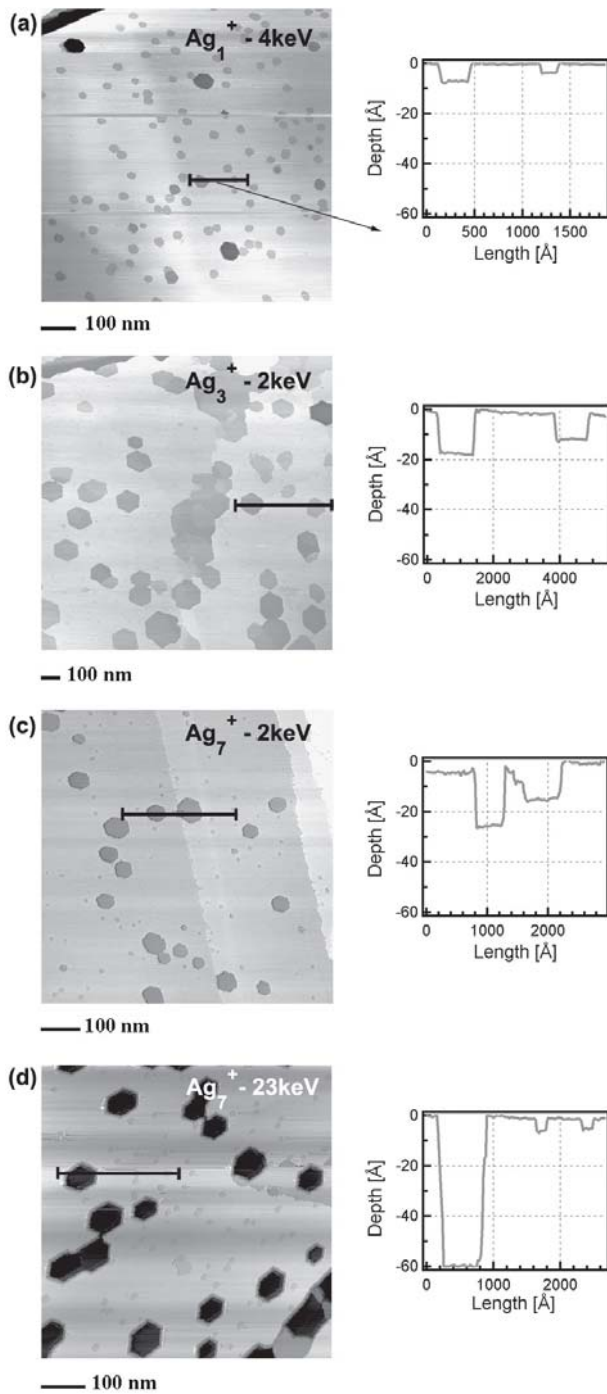 (a)
Ag1+ - 4keV
0
-20
-40
-60
Depth [Å]
0 500 1000 1500
Length [Å]
100 nm
(b)
Ag3+ - 2keV
0
-20
-40
-60
Depth [Å]
0 2000 4000
Length [Å]
100 nm
(c)
Ag7+ - 2keV
0
-20
-40
-60
Depth [Å]
0 1000 2000
Length [Å]
100 nm
(d)
Ag7+ - 23keV
0
-20
-40
-60
Depth [Å]
0 1000 2000
Length [Å]
100 nm